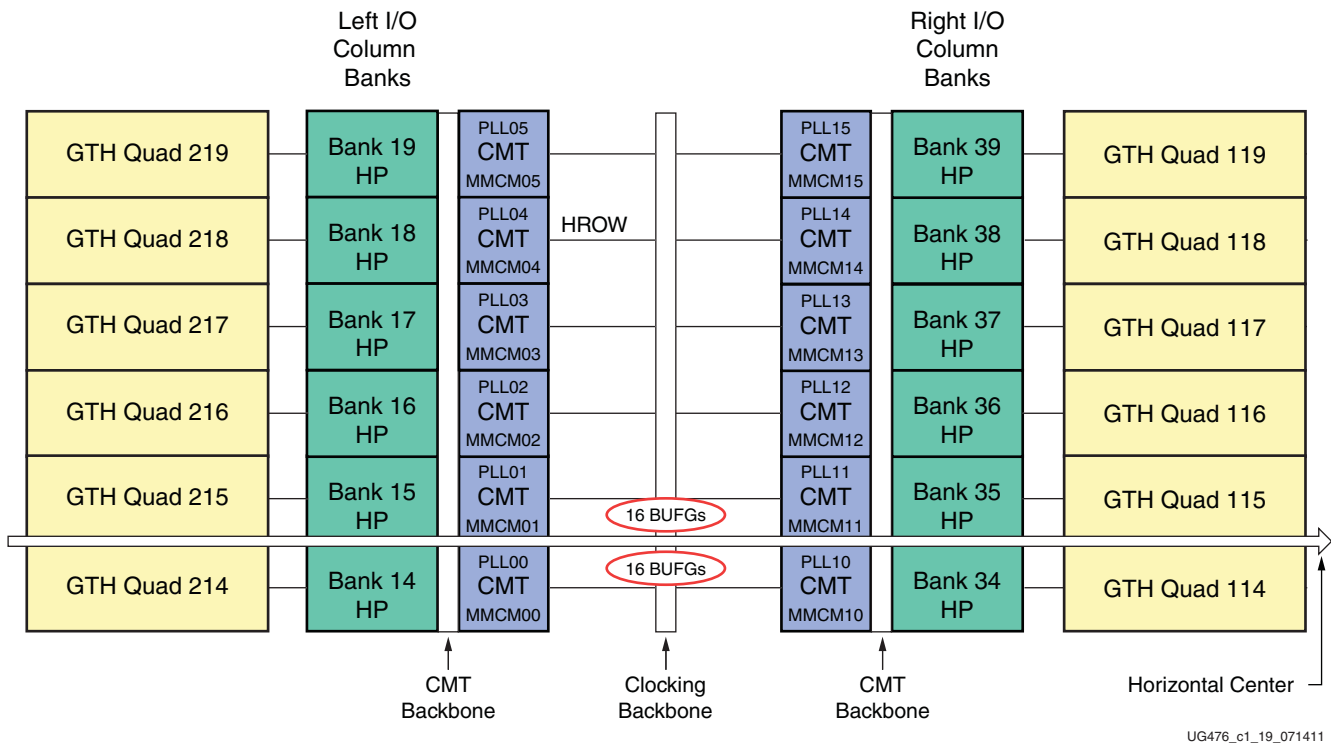 Left I/O
Column
Banks
Right I/O
Column
Banks
GTH Quad 219
Bank 19
HP
PLL05
CMT
MMCM05
PLL15
CMT
MMCM15
Bank 39
HP
GTH Quad 119
GTH Quad 218
Bank 18
HP
PLL04
CMT
MMCM04
HROW
PLL14
CMT
MMCM14
Bank 38
HP
GTH Quad 118
GTH Quad 217
Bank 17
HP
PLL03
CMT
MMCM03
PLL13
CMT
MMCM13
Bank 37
HP
GTH Quad 117
GTH Quad 216
Bank 16
HP
PLL02
CMT
MMCM02
PLL12
CMT
MMCM12
Bank 36
HP
GTH Quad 116
GTH Quad 215
Bank 15
HP
PLL01
CMT
MMCM01
16 BUFGs
PLL11
CMT
MMCM11
Bank 35
HP
GTH Quad 115
GTH Quad 214
Bank 14
HP
PLL00
CMT
MMCM00
16 BUFGs
PLL10
CMT
MMCM10
Bank 34
HP
GTH Quad 114
CMT
Backbone
Clocking
Backbone
CMT
Backbone
Horizontal Center
UG476_c1_19_071411